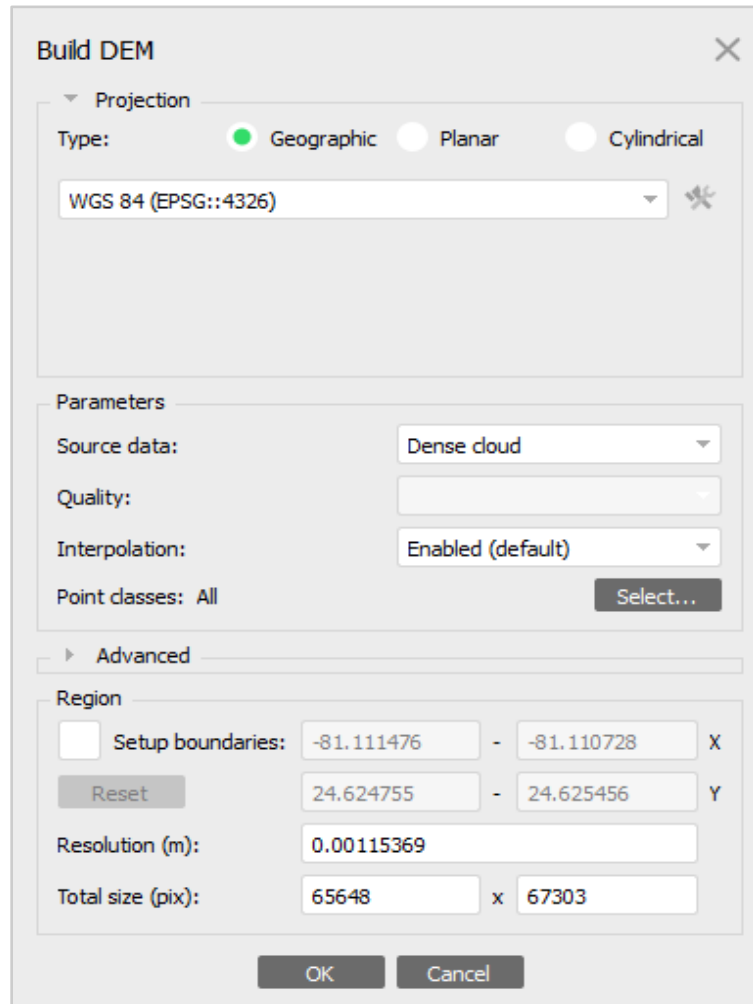 Build DEM
Projection
Type: Geographic Planar Cylindrical
WGS 84 (EPSG::4326)
Parameters
Source data: Dense cloud
Quality:
Interpolation: Enabled (default)
Point classes: All Select...
Advanced
Region
Setup boundaries: -81.111476 - -81.110728 X
Reset 24.624755 - 24.625456 Y
Resolution (m): 0.00115369
Total size (pix): 65648 x 67303
OK Cancel